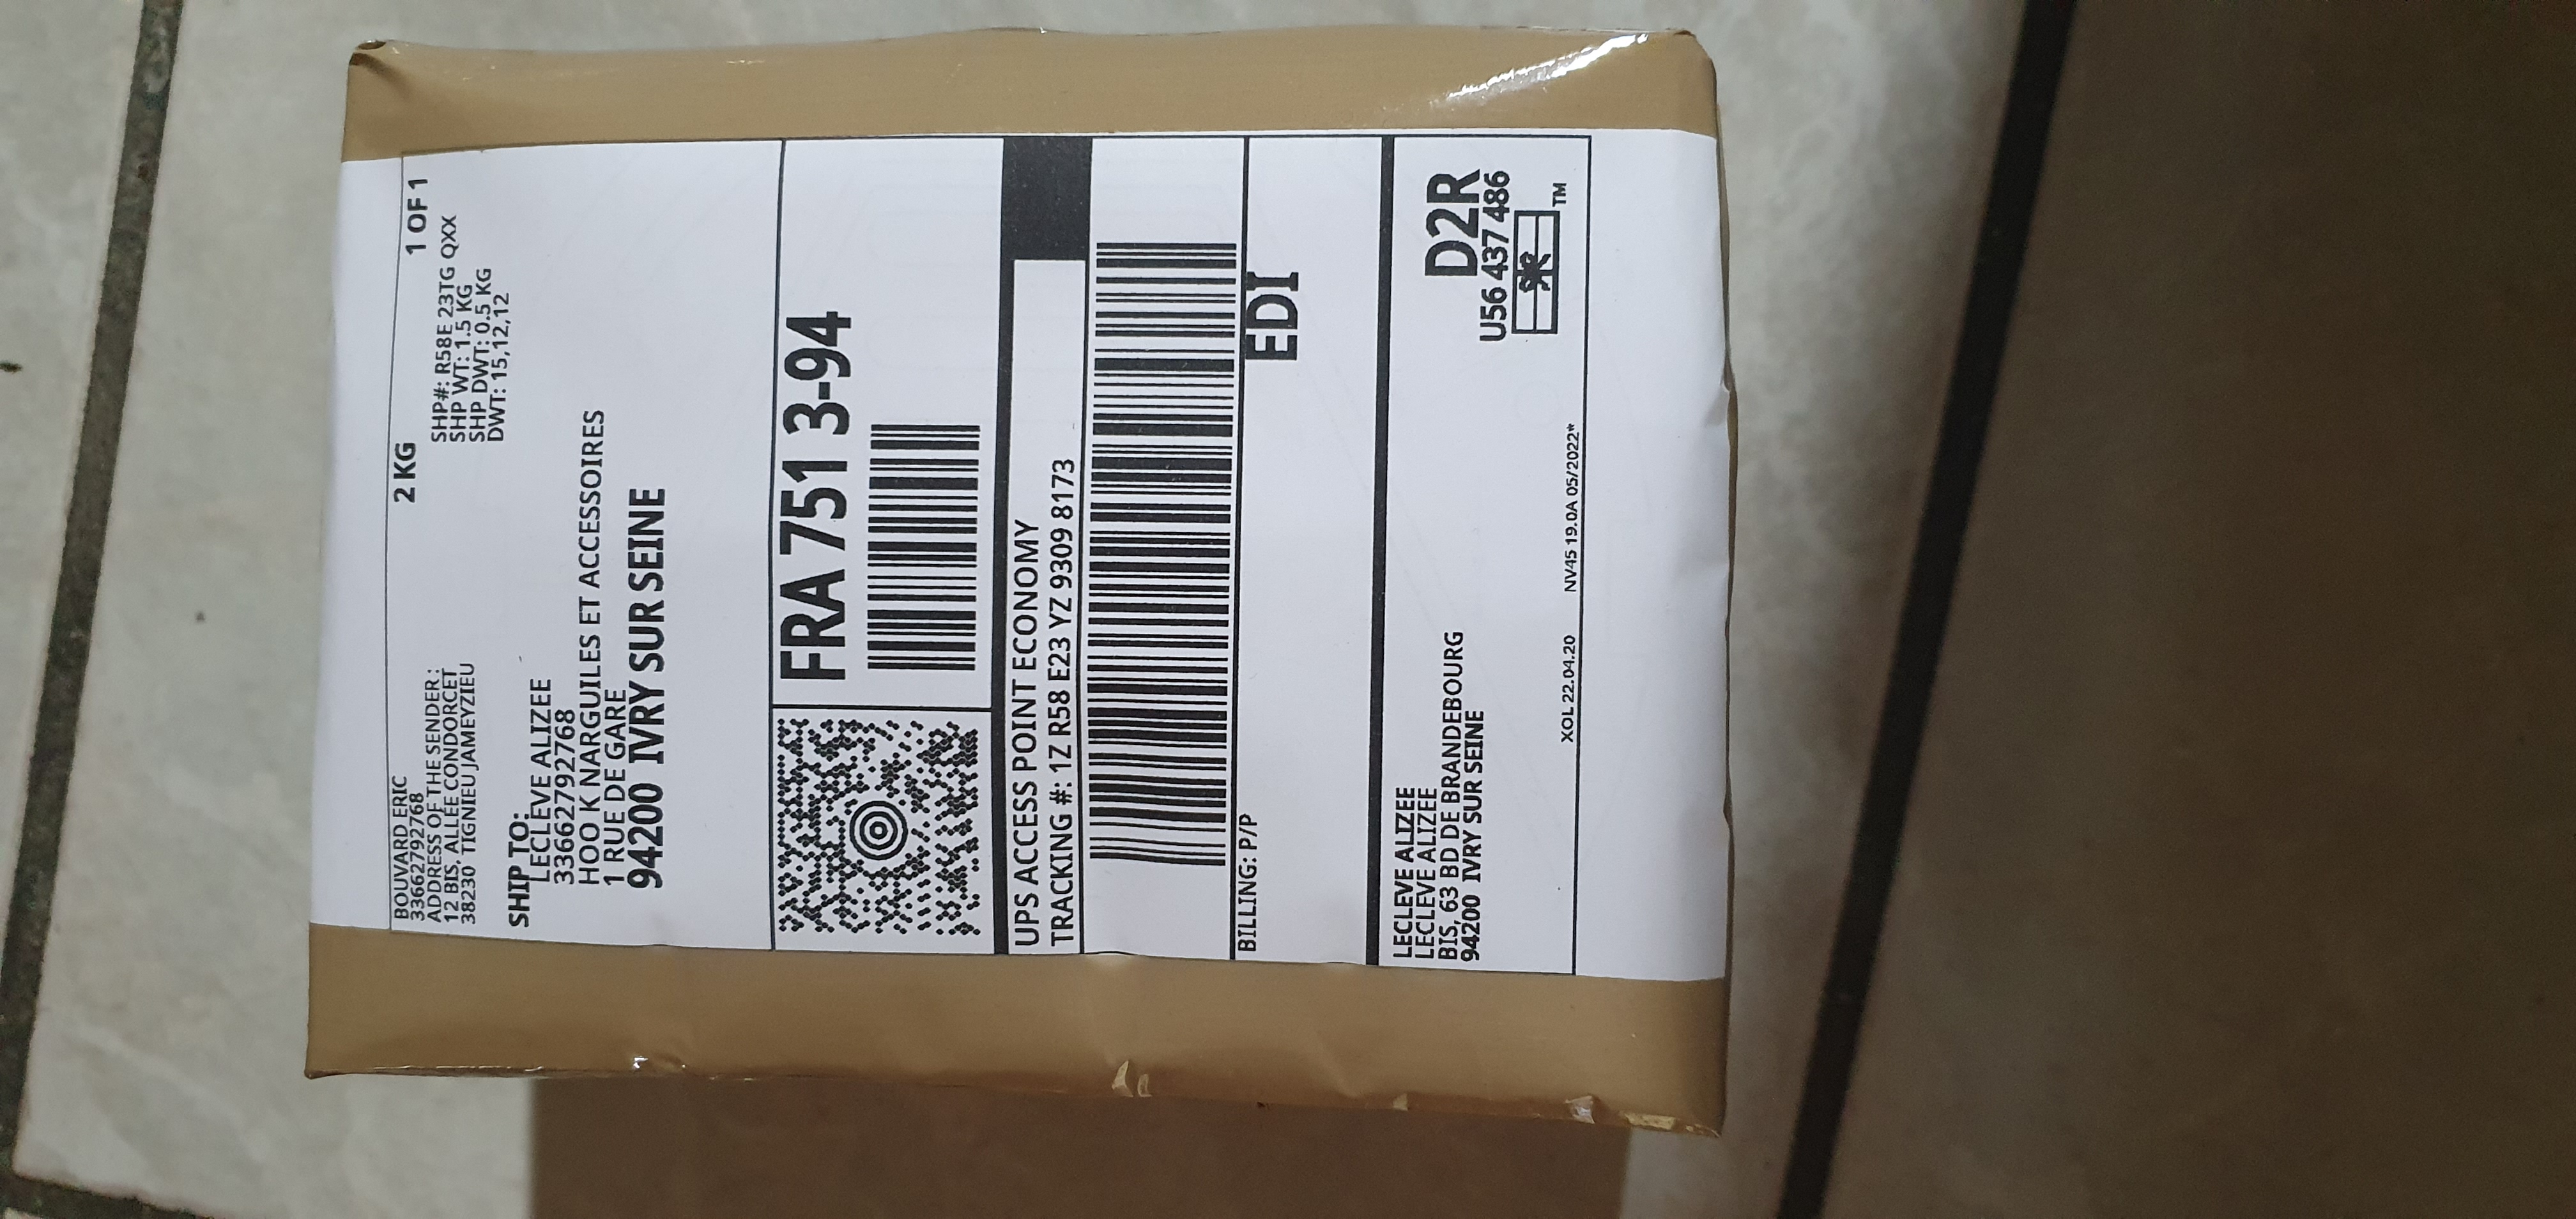 BOUVARD ERIC
33662792768
ADDRESS OF THE SENDER :
12 BIS, ALLEE CONDORCET
38230 TIGNIEU JAMEYZIEU
2 KG
1 OF 1
SHP#: R58E 23TG QXX
SHP WT: 1.5 KG
SHP DWT: 0.5 KG
DWT: 15,12,12
SHIP TO:
LECLEVE ALIZEE
33662792768
HOO K NARGUILES ET ACCESSOIRES
1 RUE DE GARE
94200 IVRY SUR SEINE
FRA 751 3-94
UPS ACCESS POINT ECONOMY
TRACKING #: 1Z R58 E23 YZ 9309 8173
BILLING: P/P
EDI
LECLEVE ALIZEE
LECLEVE ALIZEE
BIS, 63 BD DE BRANDEBOURG
94200 IVRY SUR SEINE
D2R
U56 437 486
TM
XOL 22.04.20 NV45 19.0A 05/2022*